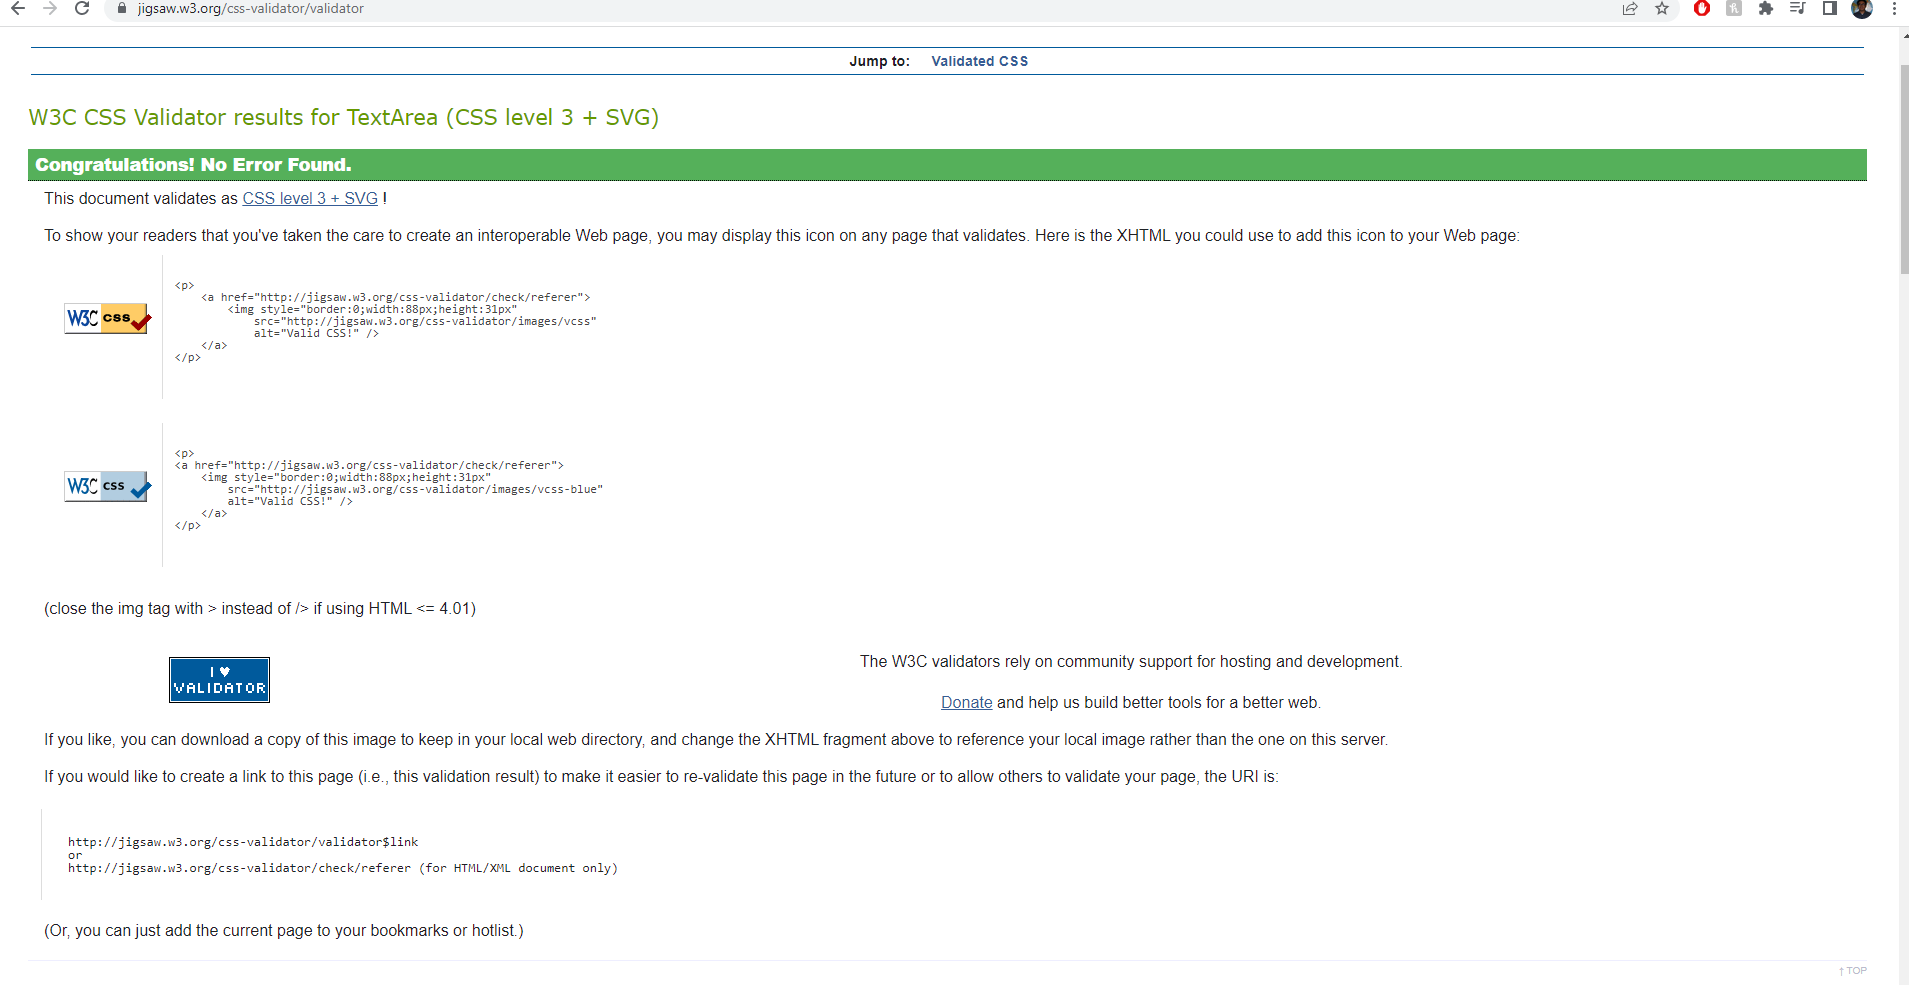 jigsaw.w3.org/css-validator/validator
Jump to: Validated CSS
W3C CSS Validator results for TextArea (CSS level 3 + SVG)
Congratulations! No Error Found.
This document validates as CSS level 3 + SVG !
To show your readers that you've taken the care to create an interoperable Web page, you may display this icon on any page that validates. Here is the XHTML you could use to add this icon to your Web page:
W3C css
<p>
<a href="http://jigsaw.w3.org/css-validator/check/referer">
<img style="border:0;width:88px;height:31px"
src="http://jigsaw.w3.org/css-validator/images/vcss"
alt="Valid CSS!" />
</a>
</p>
W3C css
<p>
<a href="http://jigsaw.w3.org/css-validator/check/referer">
<img style="border:0;width:88px;height:31px"
src="http://jigsaw.w3.org/css-validator/images/vcss-blue"
alt="Valid CSS!" />
</a>
</p>
(close the img tag with > instead of /> if using HTML <= 4.01)
I ♥
VALIDATOR
The W3C validators rely on community support for hosting and development.
Donate and help us build better tools for a better web.
If you like, you can download a copy of this image to keep in your local web directory, and change the XHTML fragment above to reference your local image rather than the one on this server.
If you would like to create a link to this page (i.e., this validation result) to make it easier to re-validate this page in the future or to allow others to validate your page, the URI is:
http://jigsaw.w3.org/css-validator/validator$link
or
http://jigsaw.w3.org/css-validator/check/referer (for HTML/XML document only)
(Or, you can just add the current page to your bookmarks or hotlist.)
↑ TOP